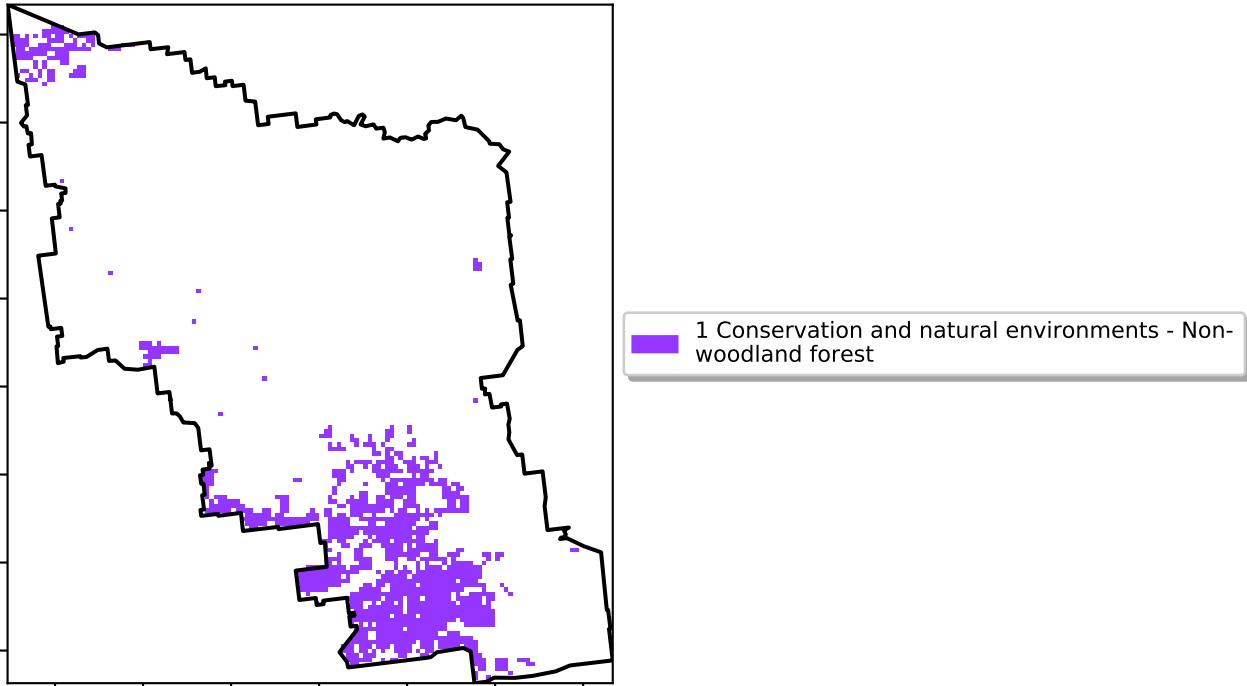 1 Conservation and natural environments - Non-
woodland forest